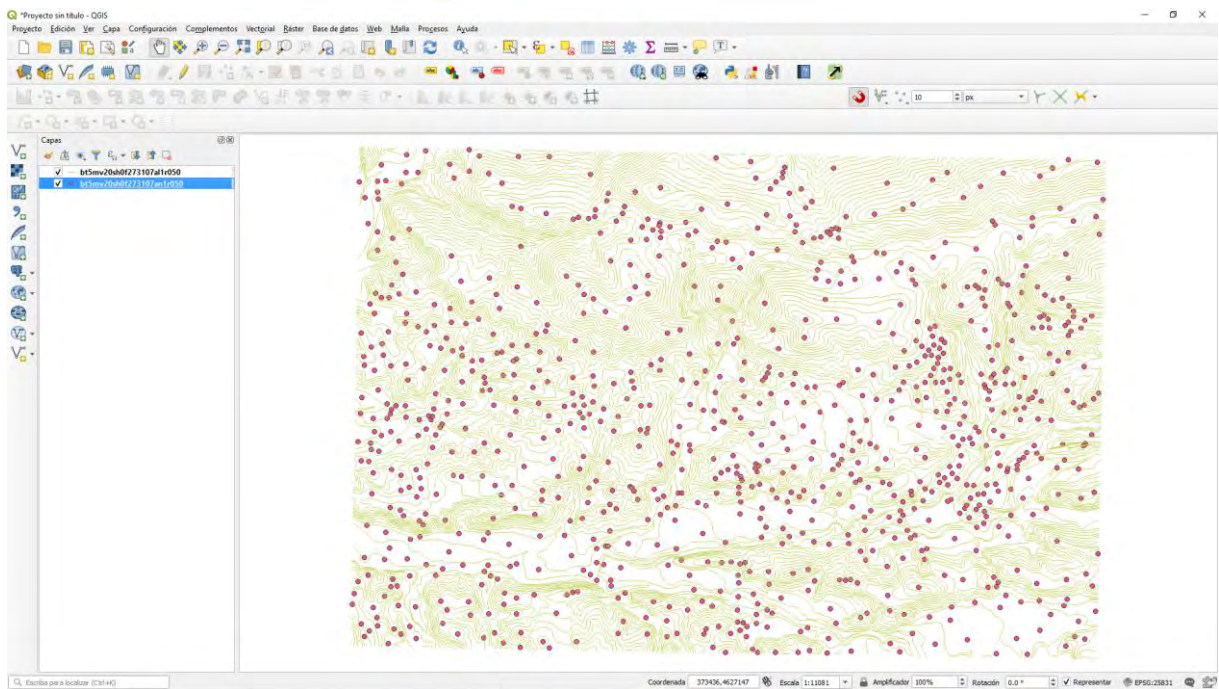 *Proyecto sin título - QGIS
Proyecto Edición Ver Capa Configuración Complementos Vectorial Ráster Base de datos Web Malla Procesos Ayuda
10 px
Capas
bt5mv20sh0f273107al1r050
bt5mv20sh0f273107an1r050
Escriba para localizar (Ctrl+K) Coordenada 373436,4627147 Escala 1:11081 Amplificador 100% Rotación 0.0 ° Representar EPSG:25831